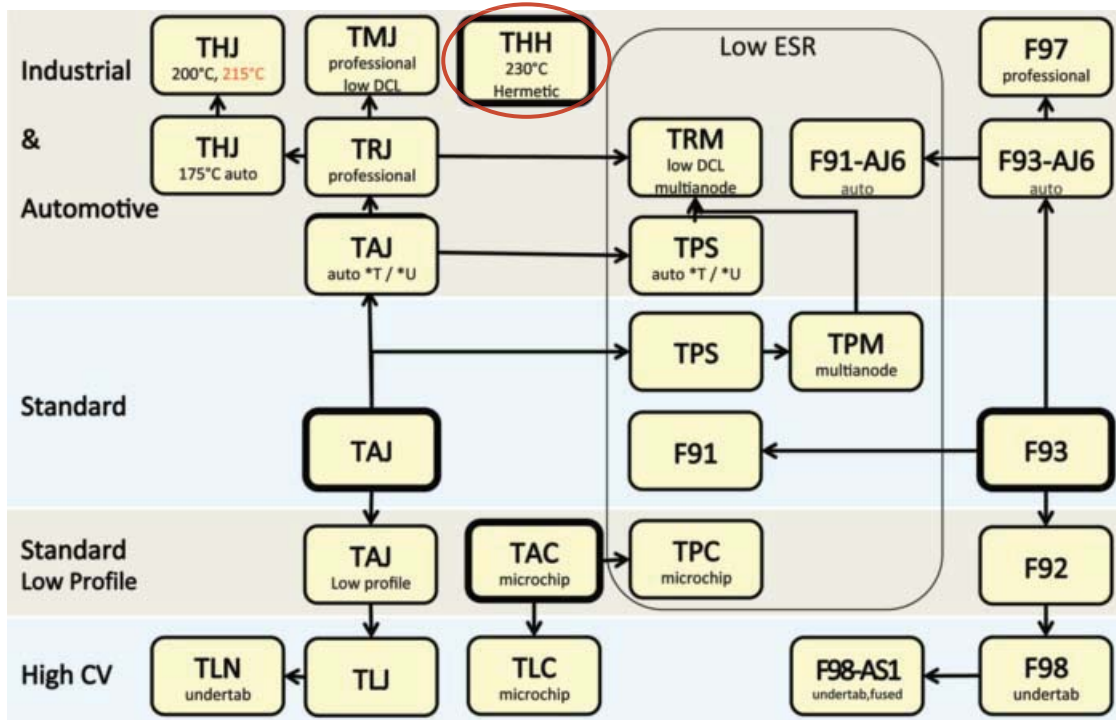 Industrial
&
Automotive
THJ
200°C, 215°C
TMJ
professional
low DCL
THH
230°C
Hermetic
Low ESR
F97
professional
THJ
175°C auto
TRJ
professional
TRM
low DCL
multianode
F91-AJ6
auto
F93-AJ6
auto
TAJ
auto *T / *U
TPS
auto *T / *U
Standard
TPS
TPM
multianode
TAJ
F91
F93
Standard
Low Profile
TAJ
Low profile
TAC
microchip
TPC
microchip
F92
High CV
TLN
undertab
TLJ
TLC
microchip
F98-AS1
undertab,fused
F98
undertab